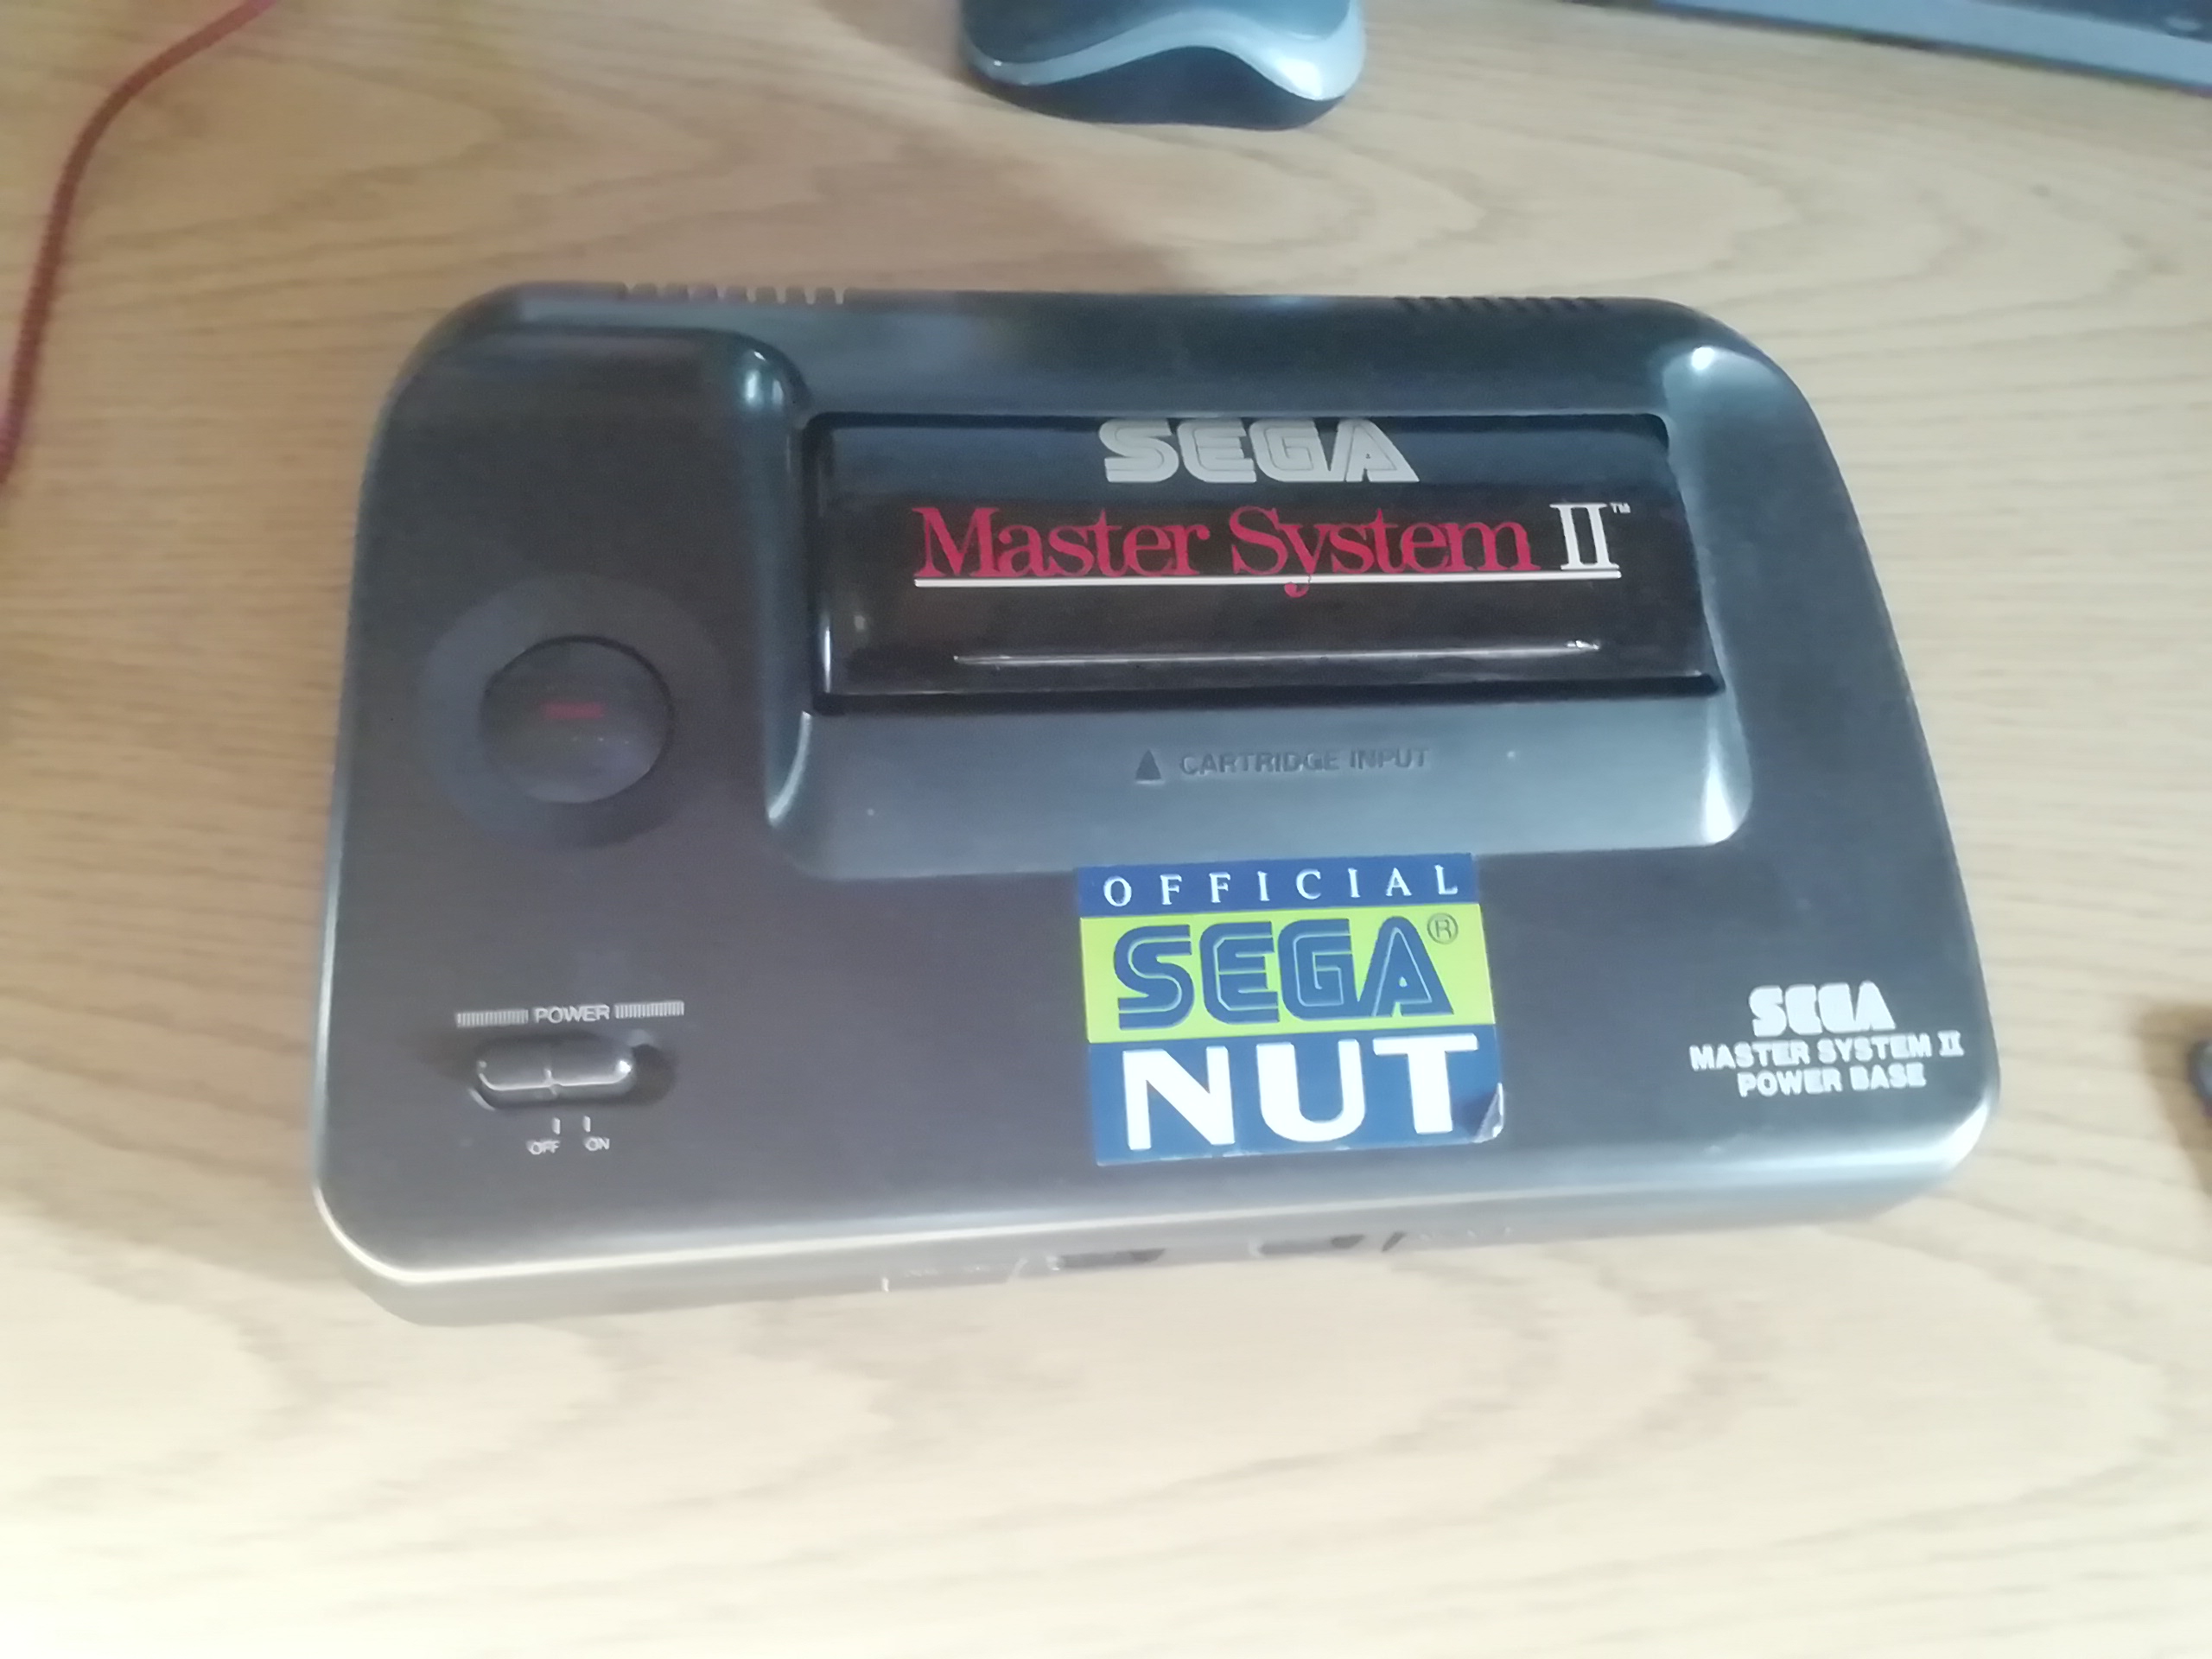 SEGA
Master System II™
▲ CARTRIDGE INPUT
OFFICIAL
SEGA®
NUT
POWER
OFF ON
SEGA
MASTER SYSTEM II
POWER BASE